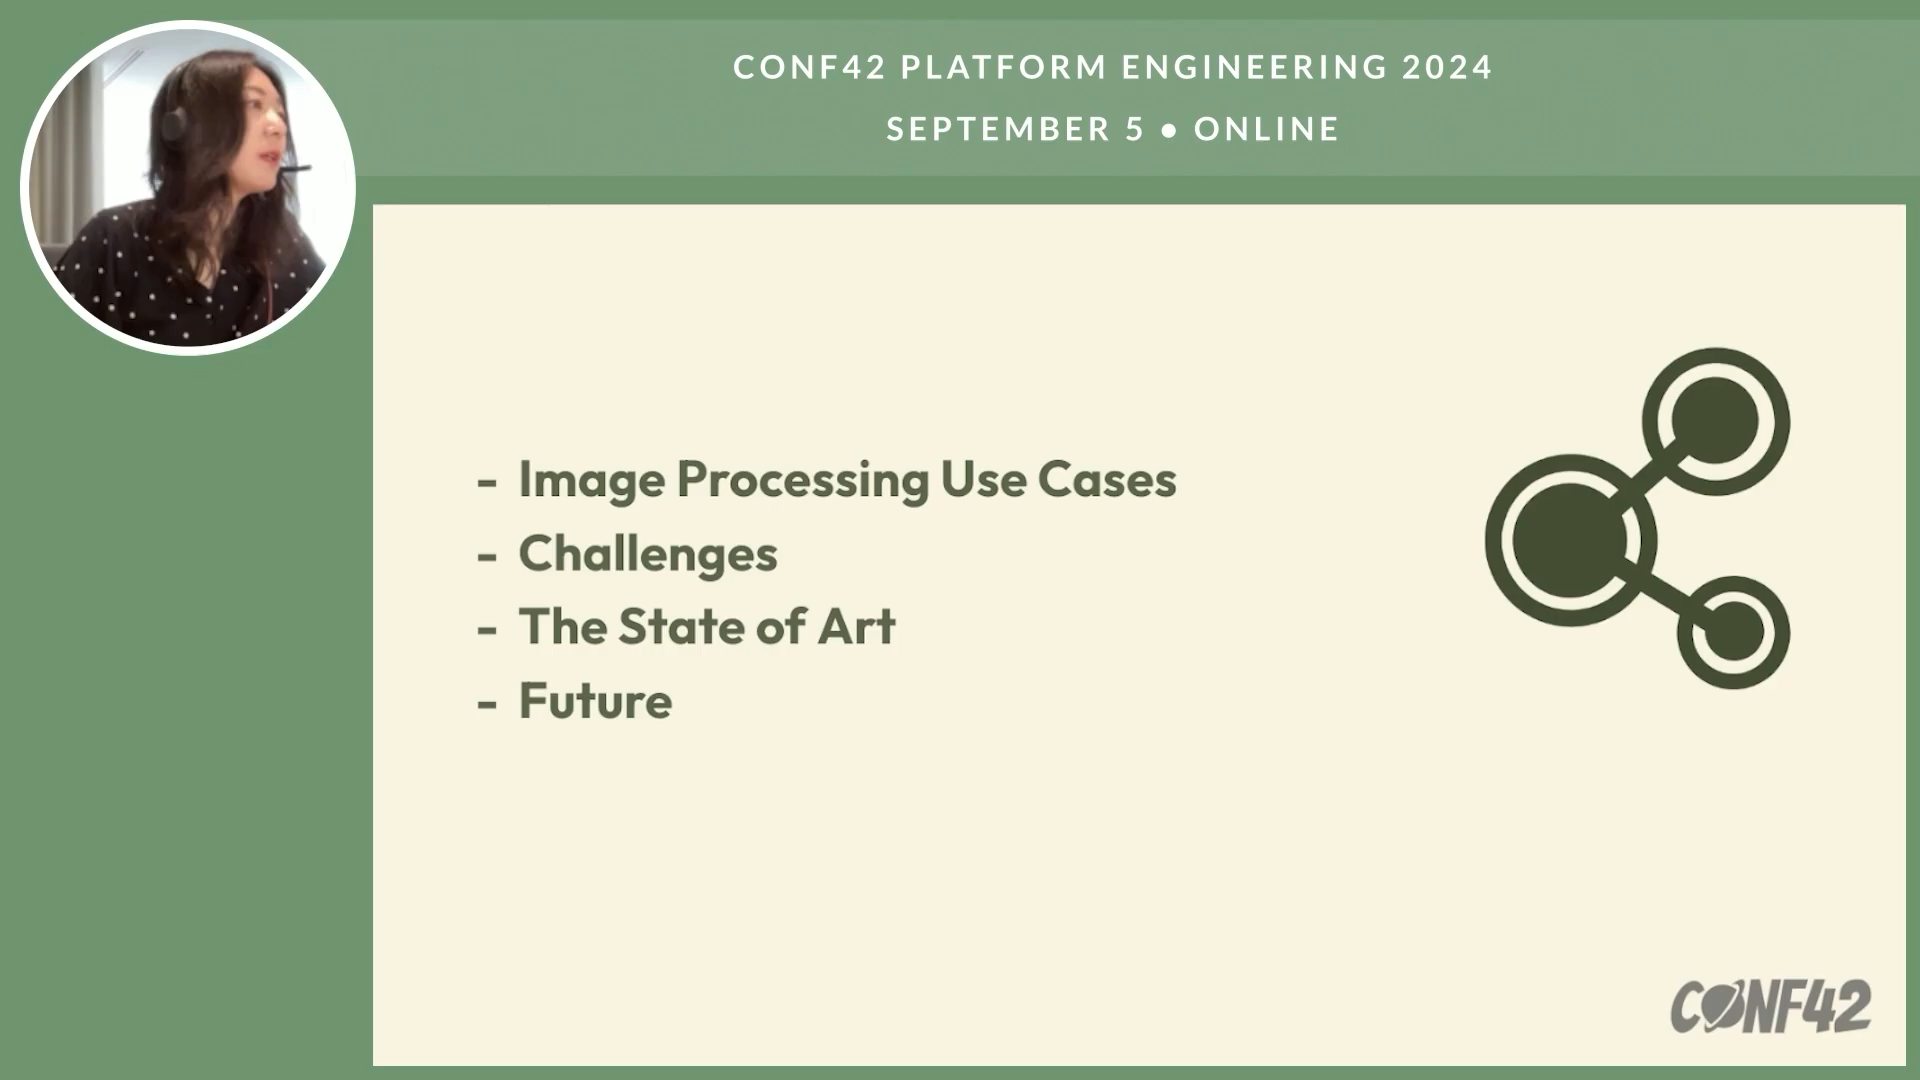 CONF42 PLATFORM ENGINEERING 2024
SEPTEMBER 5 ● ONLINE
- Image Processing Use Cases
- Challenges
- The State of Art
- Future
CONF42